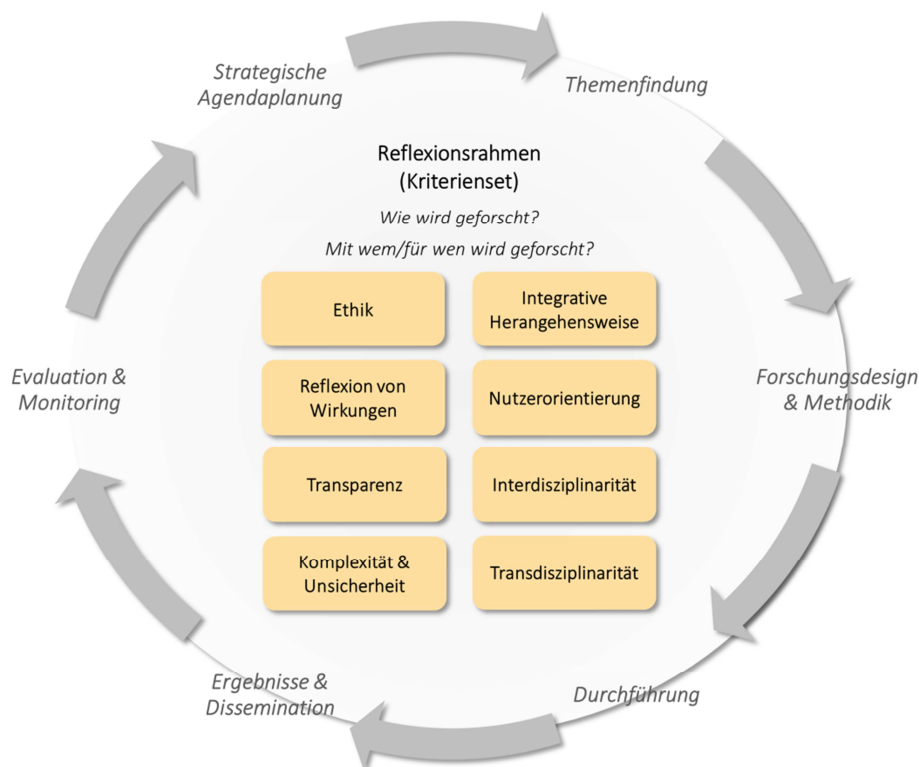 Strategische
Agendaplanung
Themenfindung
Reflexionsrahmen
(Kriterienset)
Wie wird geforscht?
Mit wem/für wen wird geforscht?
Ethik
Integrative
Herangehensweise
Reflexion von
Wirkungen
Nutzerorientierung
Transparenz
Interdisziplinarität
Komplexität &
Unsicherheit
Transdisziplinarität
Evaluation &
Monitoring
Forschungsdesign
& Methodik
Ergebnisse &
Dissemination
Durchführung